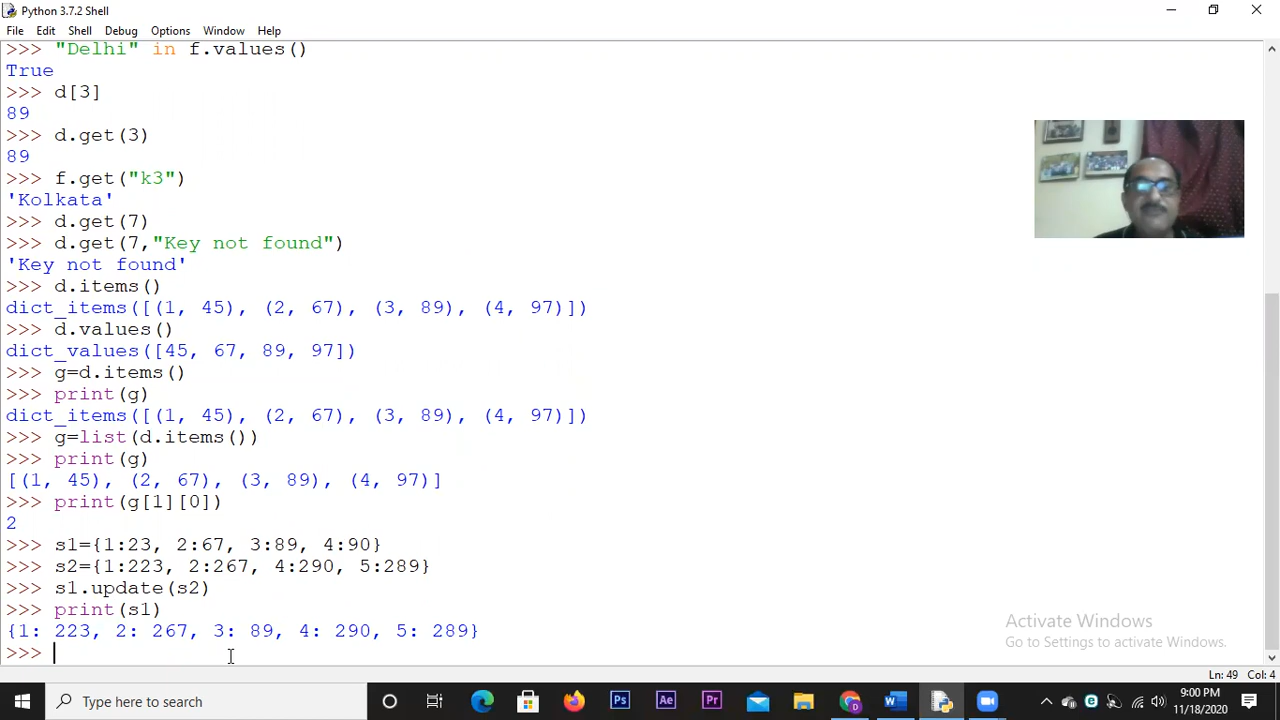 Python 3.7.2 Shell
File Edit Shell Debug Options Window Help
>>> "Delhi" in f.values()
True
>>> d[3]
89
>>> d.get(3)
89
>>> f.get("k3")
'Kolkata'
>>> d.get(7)
>>> d.get(7,"Key not found")
'Key not found'
>>> d.items()
dict_items([(1, 45), (2, 67), (3, 89), (4, 97)])
>>> d.values()
dict_values([45, 67, 89, 97])
>>> g=d.items()
>>> print(g)
dict_items([(1, 45), (2, 67), (3, 89), (4, 97)])
>>> g=list(d.items())
>>> print(g)
[(1, 45), (2, 67), (3, 89), (4, 97)]
>>> print(g[1][0])
2
>>> s1={1:23, 2:67, 3:89, 4:90}
>>> s2={1:223, 2:267, 4:290, 5:289}
>>> s1.update(s2)
>>> print(s1)
{1: 223, 2: 267, 3: 89, 4: 290, 5: 289}
>>>
Activate Windows
Go to Settings to activate Windows.
Ln: 49 Col: 4
Type here to search
Ps
Ae
Pr
9:00 PM
11/18/2020